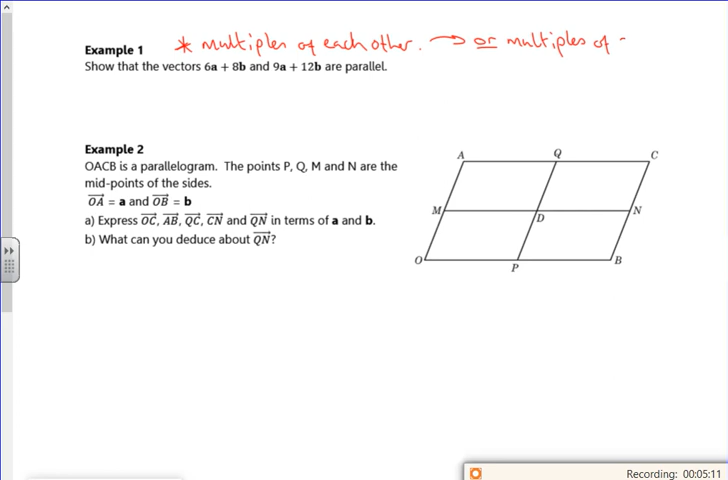 Example 1
* multiples of each other. → or multiples of -
Show that the vectors 6a + 8b and 9a + 12b are parallel.
Example 2
OACB is a parallelogram. The points P, Q, M and N are the
mid-points of the sides.
OA = a and OB = b
a) Express OC, AB, QC, CN and QN in terms of a and b.
b) What can you deduce about QN?
A
Q
C
M
D
N
O
P
B
Recording: 00:05:11